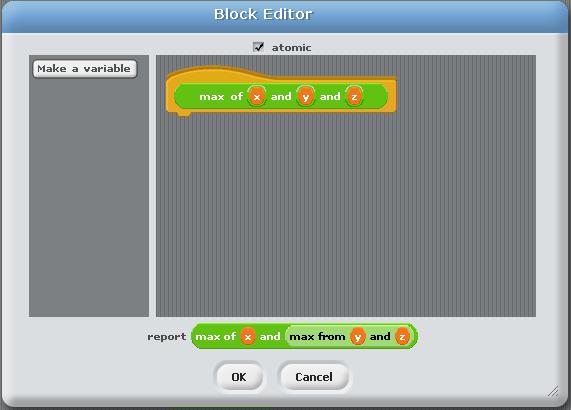 Block Editor
atomic
Make a variable
max of x and y and z
report max of x and max from y and z
OK Cancel